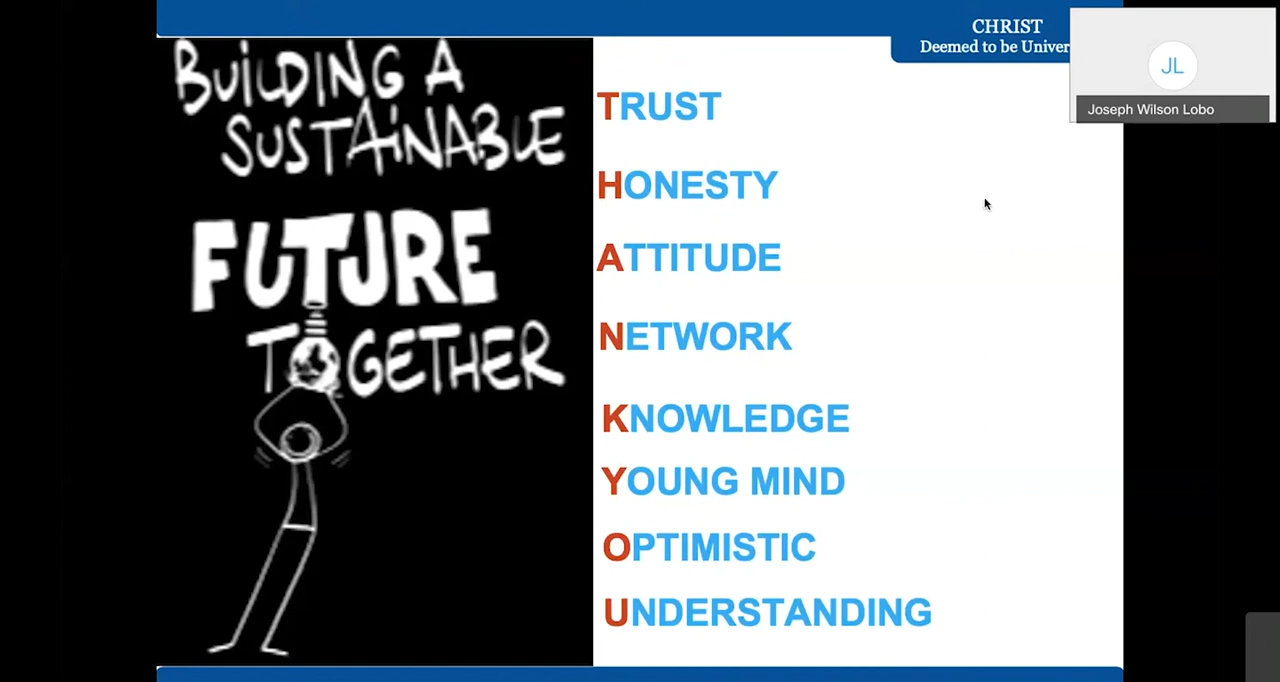 CHRIST
Deemed to be Univer
JL
Joseph Wilson Lobo
BUiLDING A
SUSTAiNABLE
FUTURE
TOGETHER
TRUST
HONESTY
ATTITUDE
NETWORK
KNOWLEDGE
YOUNG MIND
OPTIMISTIC
UNDERSTANDING